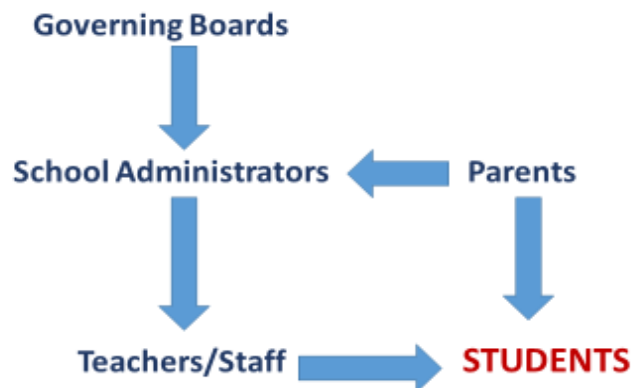 Governing Boards
School Administrators
Parents
Teachers/Staff
STUDENTS